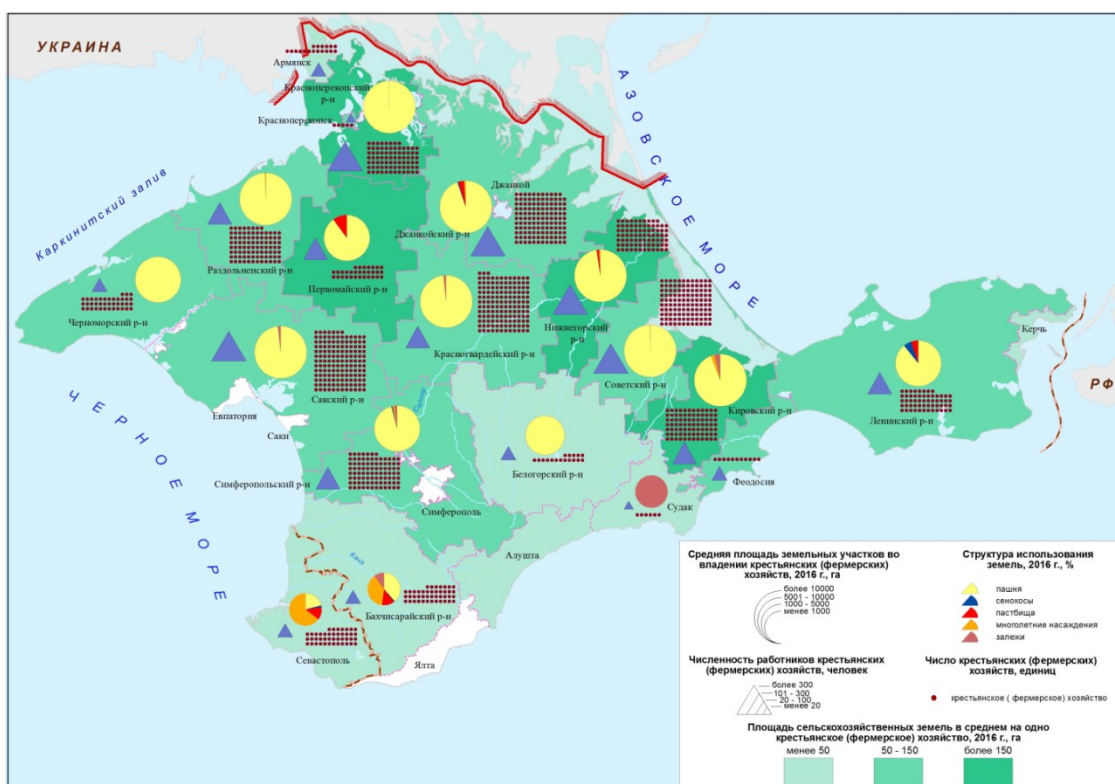 УКРАИНА
Армянск
Красноперекопский
р-н
Красноперекопск
АЗОВСКОЕ МОРЕ
Каркинитский залив
Джанкой
Джанкойский р-н
Раздольненский р-н
Первомайский р-н
Черноморский р-н
Красногвардейский р-н
Нижнегорский
р-н
Керчь
РФ
Советский р-н
Кировский р-н
Ленинский р-н
Сакский р-н
Евпатория
Саки
ЧЕРНОЕ МОРЕ
Салгир
Симферопольский р-н
Белогорский р-н
Феодосия
Симферополь
Судак
Алушта
Кача
Бахчисарайский р-н
Севастополь
Ялта
Средняя площадь земельных участков во
владении крестьянских (фермерских)
хозяйств, 2016 г., га
более 10000
5001 - 10000
1000 - 5000
менее 1000
Структура использования
земель, 2016 г., %
пашня
сенокосы
пастбища
многолетние насаждения
залежи
Численность работников крестьянских
(фермерских) хозяйств, человек
более 300
101 - 300
20 - 100
менее 20
Число крестьянских (фермерских)
хозяйств, единиц
крестьянское ( фермерское) хозяйство
Площадь сельскохозяйственных земель в среднем на одно
крестьянское (фермерское) хозяйство, 2016 г., га
менее 50
50 - 150
более 150